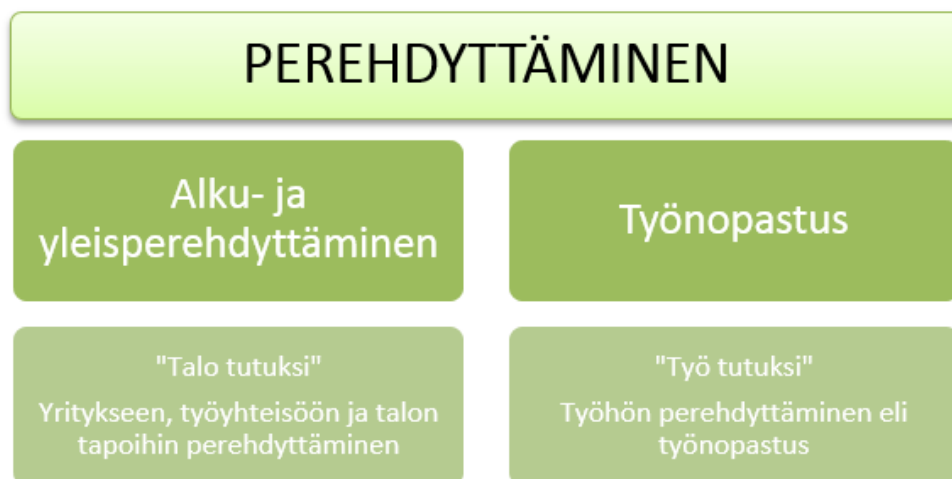 PEREHDYTTÄMINEN
Alku- ja
yleisperehdyttäminen
Työnopastus
"Talo tutuksi"
Yritykseen, työyhteisöön ja talon
tapoihin perehdyttäminen
"Työ tutuksi"
Työhön perehdyttäminen eli
työnopastus